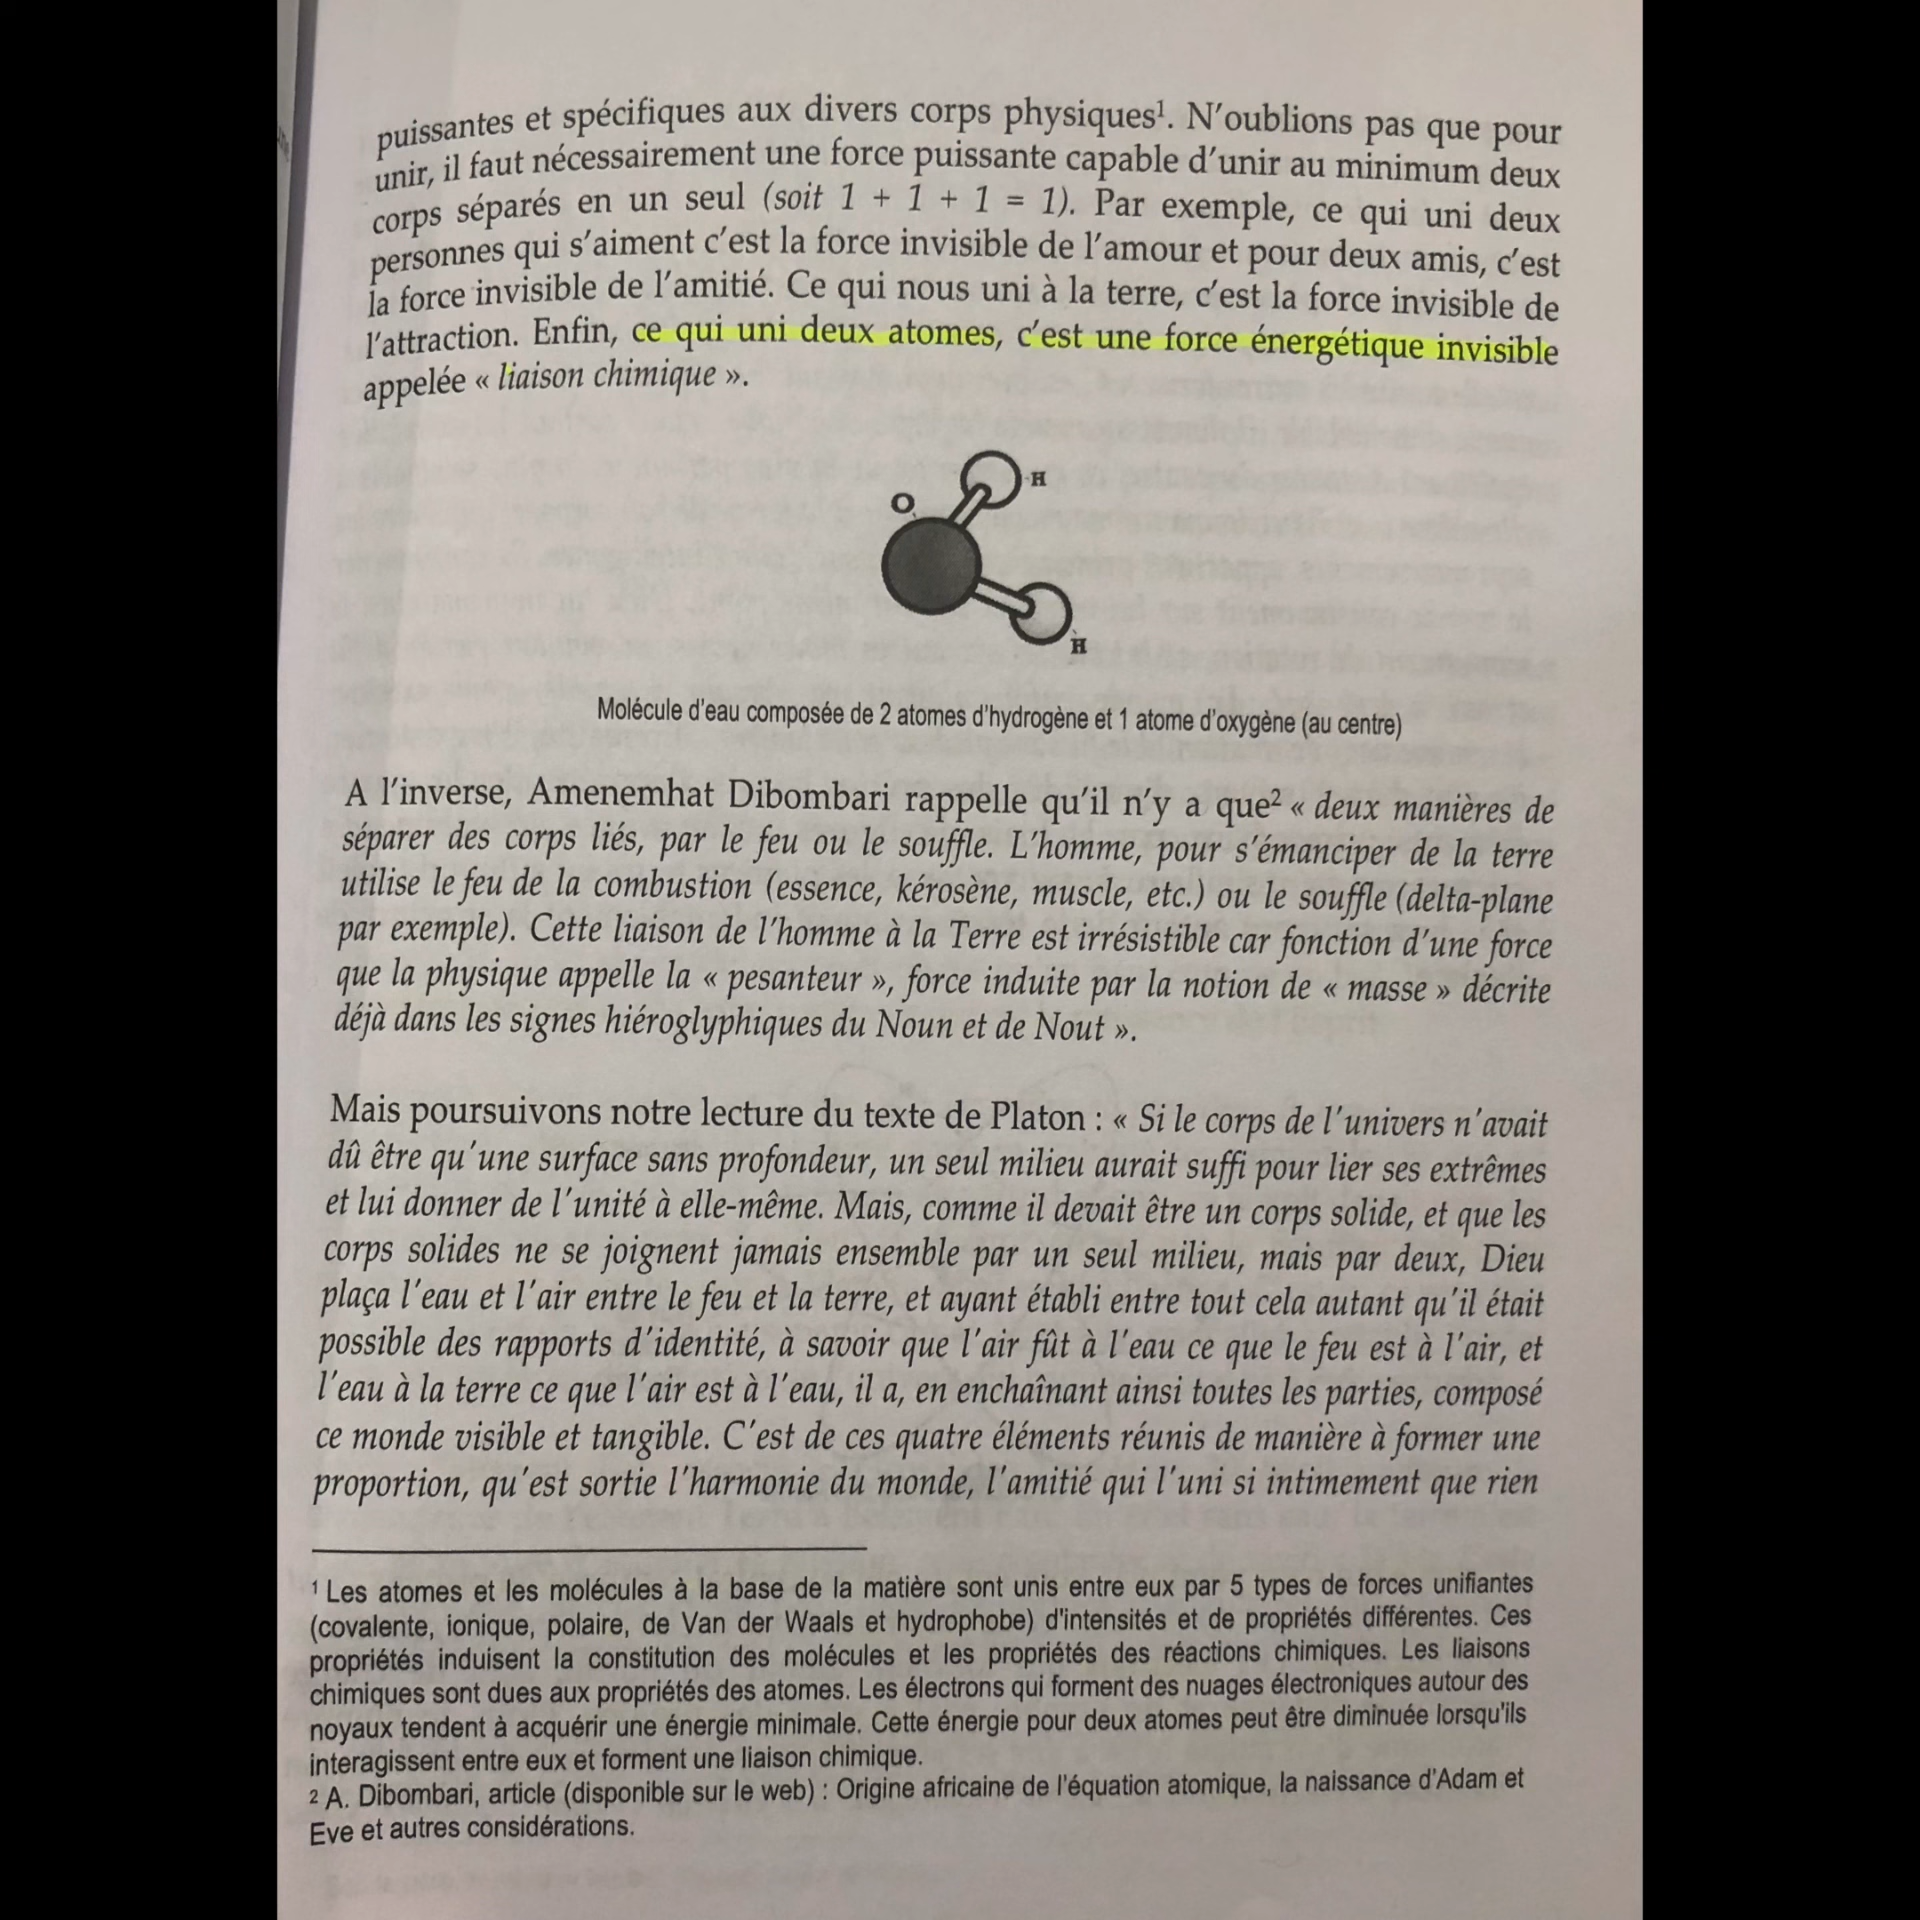 puissantes et spécifiques aux divers corps physiques¹. N'oublions pas que pour
unir, il faut nécessairement une force puissante capable d'unir au minimum deux
corps séparés en un seul (soit 1 + 1 + 1 = 1). Par exemple, ce qui uni deux
personnes qui s'aiment c'est la force invisible de l'amour et pour deux amis, c'est
la force invisible de l'amitié. Ce qui nous uni à la terre, c'est la force invisible de
l'attraction. Enfin, ce qui uni deux atomes, c'est une force énergétique invisible
appelée « liaison chimique ».
H
O
H
Molécule d'eau composée de 2 atomes d'hydrogène et 1 atome d'oxygène (au centre)
A l'inverse, Amenemhat Dibombari rappelle qu'il n'y a que² « deux manières de
séparer des corps liés, par le feu ou le souffle. L'homme, pour s'émanciper de la terre
utilise le feu de la combustion (essence, kérosène, muscle, etc.) ou le souffle (delta-plane
par exemple). Cette liaison de l'homme à la Terre est irrésistible car fonction d'une force
que la physique appelle la « pesanteur », force induite par la notion de « masse » décrite
déjà dans les signes hiéroglyphiques du Noun et de Nout ».
Mais poursuivons notre lecture du texte de Platon : « Si le corps de l'univers n'avait
dû être qu'une surface sans profondeur, un seul milieu aurait suffi pour lier ses extrêmes
et lui donner de l'unité à elle-même. Mais, comme il devait être un corps solide, et que les
corps solides ne se joignent jamais ensemble par un seul milieu, mais par deux, Dieu
plaça l'eau et l'air entre le feu et la terre, et ayant établi entre tout cela autant qu'il était
possible des rapports d'identité, à savoir que l'air fût à l'eau ce que le feu est à l'air, et
l'eau à la terre ce que l'air est à l'eau, il a, en enchaînant ainsi toutes les parties, composé
ce monde visible et tangible. C'est de ces quatre éléments réunis de manière à former une
proportion, qu'est sortie l'harmonie du monde, l'amitié qui l'uni si intimement que rien
¹ Les atomes et les molécules à la base de la matière sont unis entre eux par 5 types de forces unifiantes
(covalente, ionique, polaire, de Van der Waals et hydrophobe) d'intensités et de propriétés différentes. Ces
propriétés induisent la constitution des molécules et les propriétés des réactions chimiques. Les liaisons
chimiques sont dues aux propriétés des atomes. Les électrons qui forment des nuages électroniques autour des
noyaux tendent à acquérir une énergie minimale. Cette énergie pour deux atomes peut être diminuée lorsqu'ils
interagissent entre eux et forment une liaison chimique.
² A. Dibombari, article (disponible sur le web) : Origine africaine de l'équation atomique, la naissance d'Adam et
Eve et autres considérations.